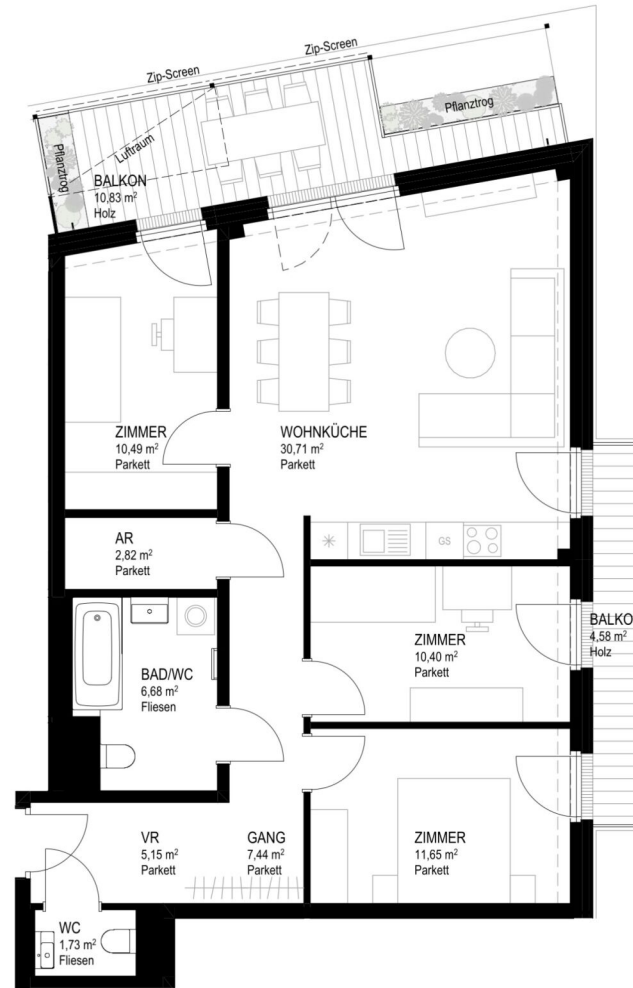 Zip-Screen
Zip-Screen
Pflanztrog
Luftraum
Pflanztrog
BALKON
10,83 m²
Holz
ZIMMER
10,49 m²
Parkett
WOHNKÜCHE
30,71 m²
Parkett
AR
2,82 m²
Parkett
GS
BAD/WC
6,68 m²
Fliesen
ZIMMER
10,40 m²
Parkett
BALKO
4,58 m²
Holz
VR
5,15 m²
Parkett
GANG
7,44 m²
Parkett
ZIMMER
11,65 m²
Parkett
WC
1,73 m²
Fliesen